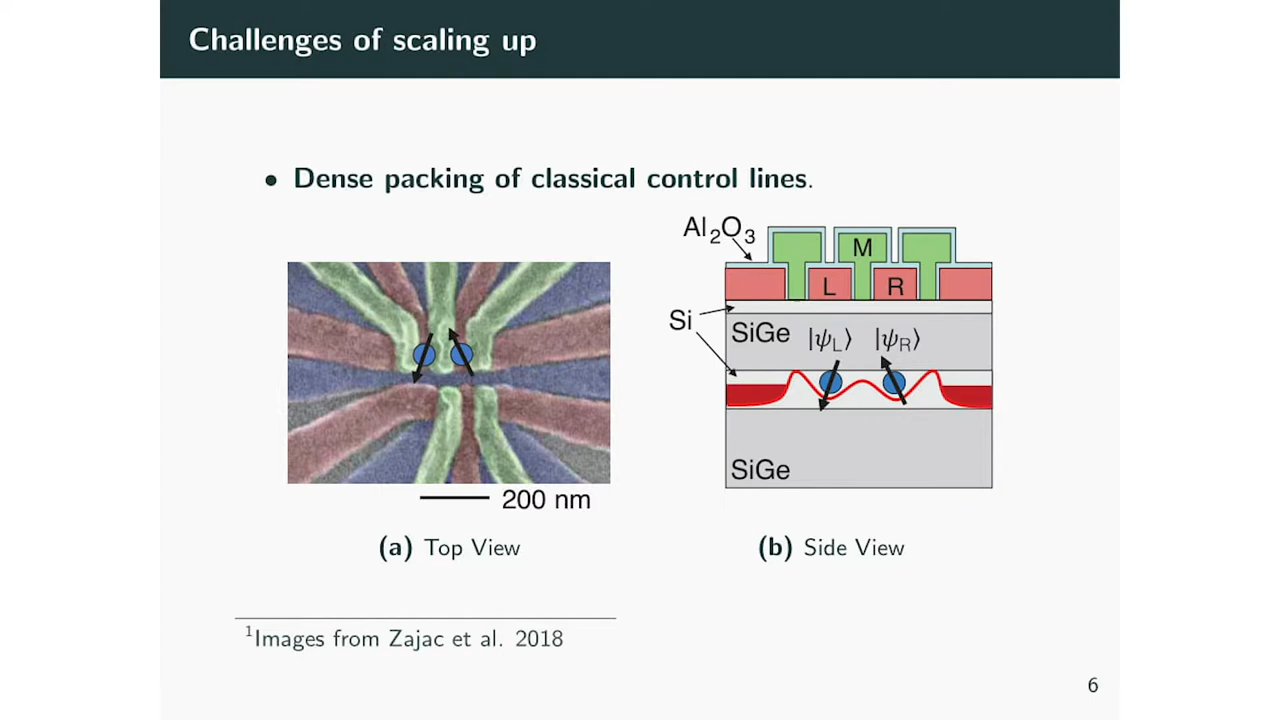 Challenges of scaling up
• Dense packing of classical control lines.
Al₂O₃
M
L R
Si
SiGe
|ψ_L⟩ |ψ_R⟩
SiGe
200 nm
(a) Top View
(b) Side View
¹Images from Zajac et al. 2018
6